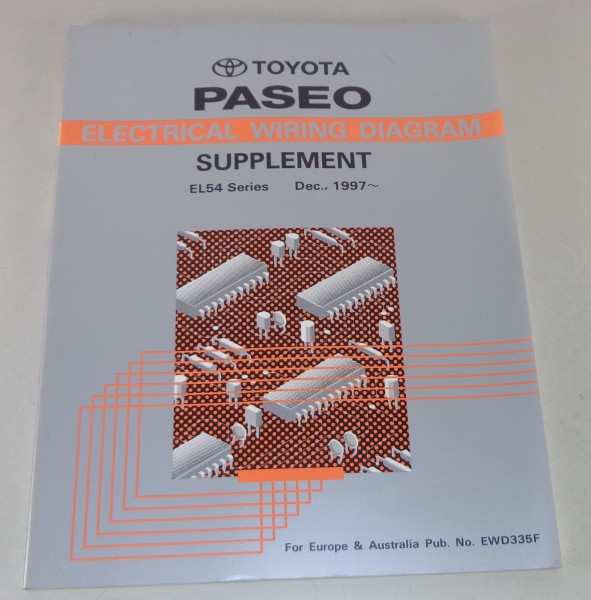 TOYOTA
PASEO
ELECTRICAL WIRING DIAGRAM
SUPPLEMENT
EL54 Series Dec., 1997~
For Europe & Australia Pub. No. EWD335F